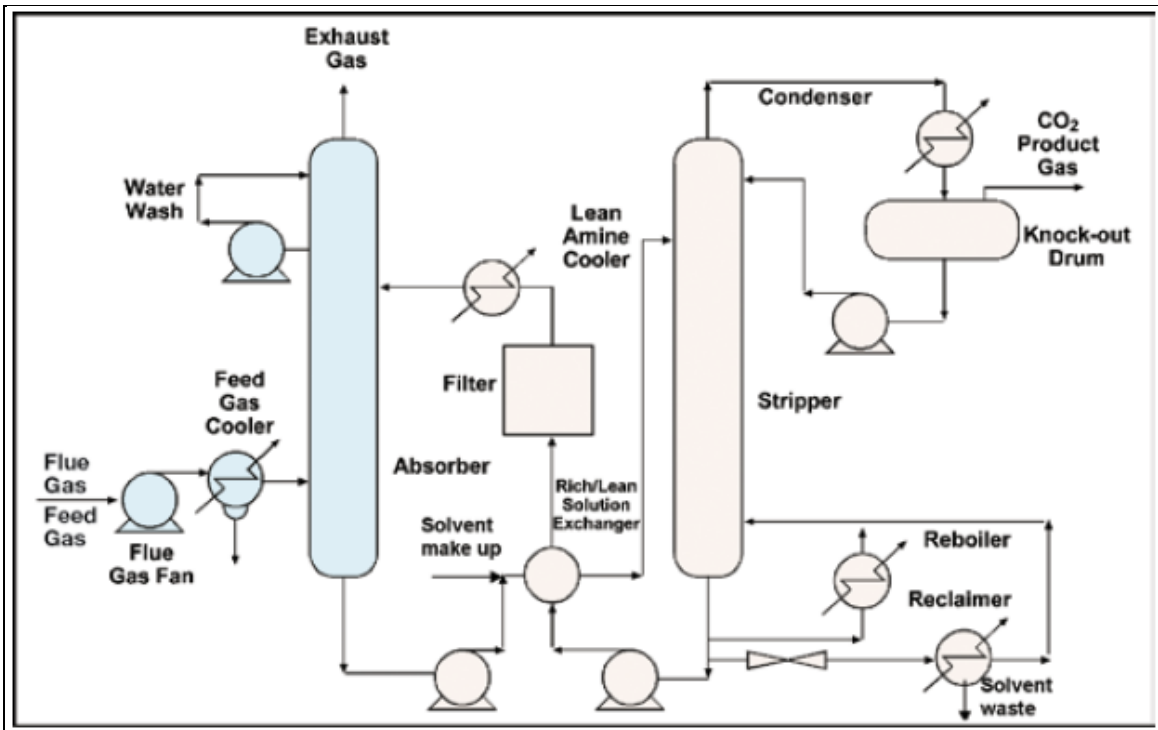 Exhaust
Gas
Condenser
CO₂
Product
Gas
Water
Wash
Lean
Amine
Cooler
Knock-out
Drum
Feed
Gas
Cooler
Filter
Stripper
Flue
Gas
Feed
Gas
Absorber
Rich/Lean
Solution
Exchanger
Flue
Gas Fan
Solvent
make up
Reboiler
Reclaimer
Solvent
waste